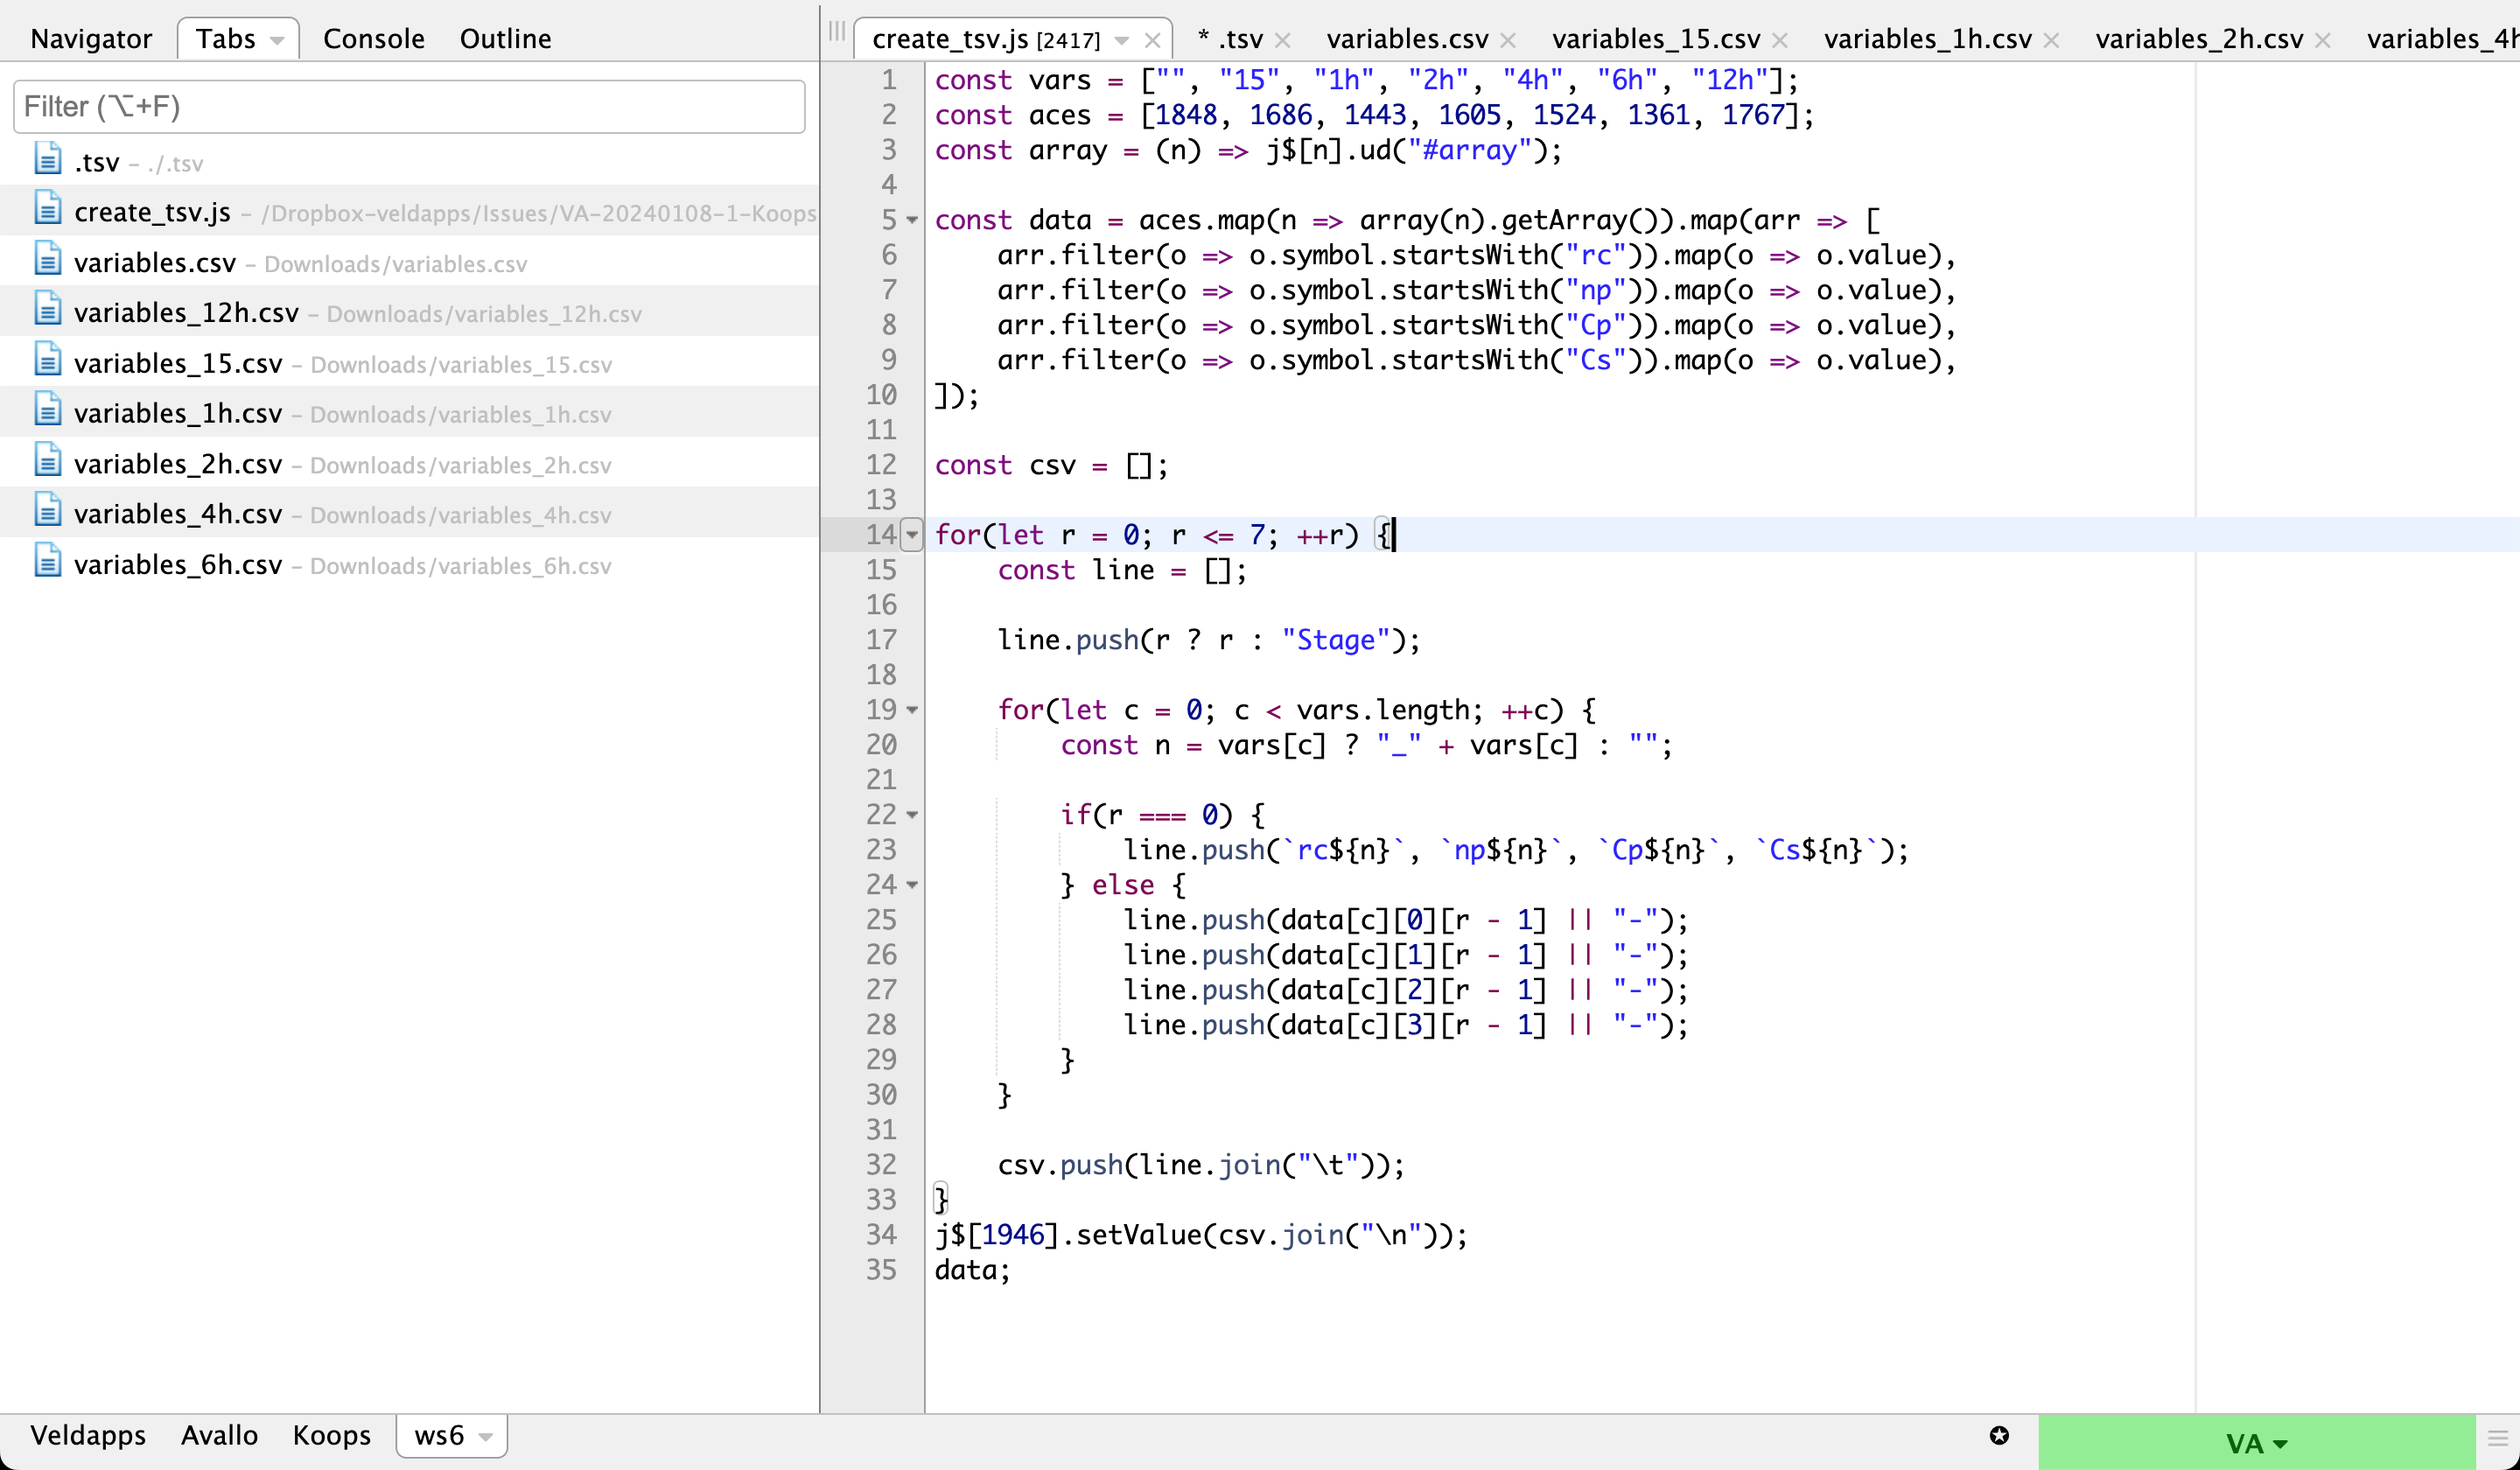 Navigator Tabs Console Outline
Filter (⌥+F)
.tsv – ./.tsv
create_tsv.js – /Dropbox-veldapps/Issues/VA-20240108-1-Koops
variables.csv – Downloads/variables.csv
variables_12h.csv – Downloads/variables_12h.csv
variables_15.csv – Downloads/variables_15.csv
variables_1h.csv – Downloads/variables_1h.csv
variables_2h.csv – Downloads/variables_2h.csv
variables_4h.csv – Downloads/variables_4h.csv
variables_6h.csv – Downloads/variables_6h.csv
create_tsv.js [2417] * .tsv variables.csv variables_15.csv variables_1h.csv variables_2h.csv variables_4h
1 const vars = ["", "15", "1h", "2h", "4h", "6h", "12h"];
2 const aces = [1848, 1686, 1443, 1605, 1524, 1361, 1767];
3 const array = (n) => j$[n].ud("#array");
4
5 const data = aces.map(n => array(n).getArray()).map(arr => [
6     arr.filter(o => o.symbol.startsWith("rc")).map(o => o.value),
7     arr.filter(o => o.symbol.startsWith("np")).map(o => o.value),
8     arr.filter(o => o.symbol.startsWith("Cp")).map(o => o.value),
9     arr.filter(o => o.symbol.startsWith("Cs")).map(o => o.value),
10 ]);
11
12 const csv = [];
13
14 for(let r = 0; r <= 7; ++r) {
15     const line = [];
16
17     line.push(r ? r : "Stage");
18
19     for(let c = 0; c < vars.length; ++c) {
20         const n = vars[c] ? "_" + vars[c] : "";
21
22         if(r === 0) {
23             line.push(`rc${n}`, `np${n}`, `Cp${n}`, `Cs${n}`);
24         } else {
25             line.push(data[c][0][r - 1] || "-");
26             line.push(data[c][1][r - 1] || "-");
27             line.push(data[c][2][r - 1] || "-");
28             line.push(data[c][3][r - 1] || "-");
29         }
30     }
31
32     csv.push(line.join("\t"));
33 }
34 j$[1946].setValue(csv.join("\n"));
35 data;
Veldapps Avallo Koops ws6 VA